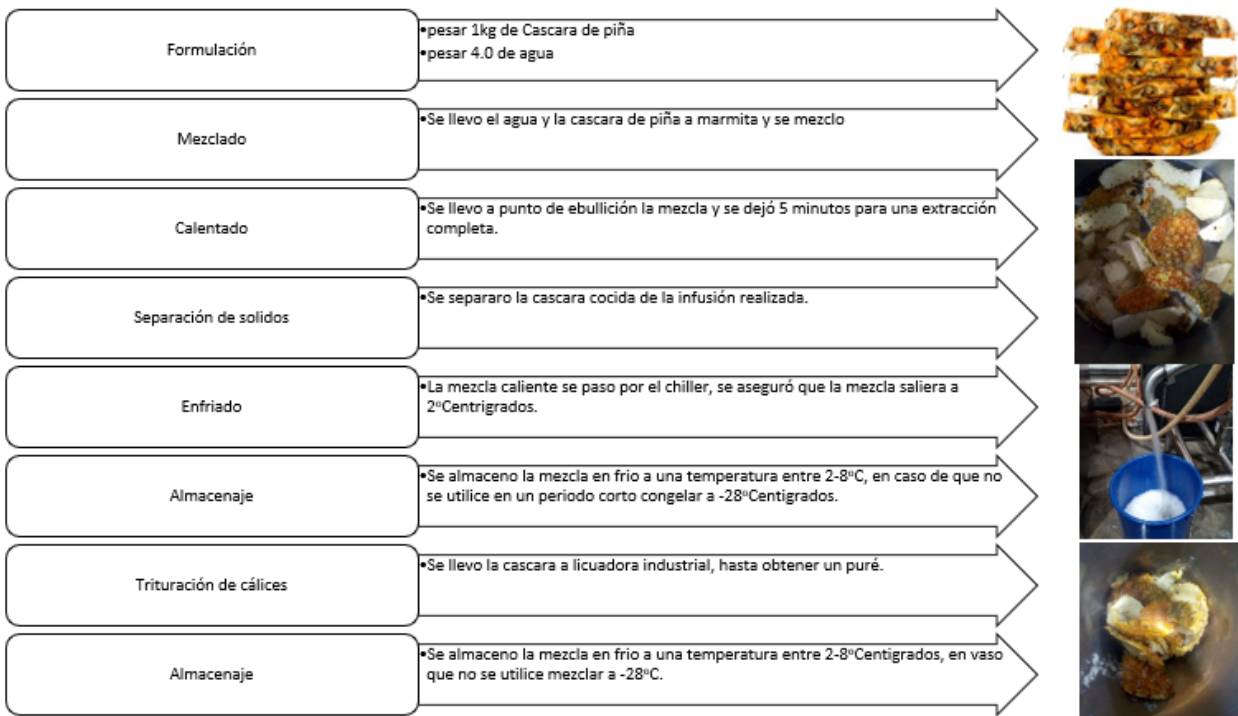 Formulación
•pesar 1kg de Cascara de piña
•pesar 4.0 de agua
Mezclado
•Se llevo el agua y la cascara de piña a marmita y se mezclo
Calentado
•Se llevo a punto de ebullición la mezcla y se dejó 5 minutos para una extracción
completa.
Separación de solidos
•Se separaro la cascara cocida de la infusión realizada.
Enfriado
•La mezcla caliente se paso por el chiller, se aseguró que la mezcla saliera a
2ºCentrigrados.
Almacenaje
•Se almaceno la mezcla en frio a una temperatura entre 2-8ºC, en caso de que no
se utilice en un periodo corto congelar a -28ºCentigrados.
Trituración de cálices
•Se llevo la cascara a licuadora industrial, hasta obtener un puré.
Almacenaje
•Se almaceno la mezcla en frio a una temperatura entre 2-8ºCentigrados, en vaso
que no se utilice mezclar a -28ºC.